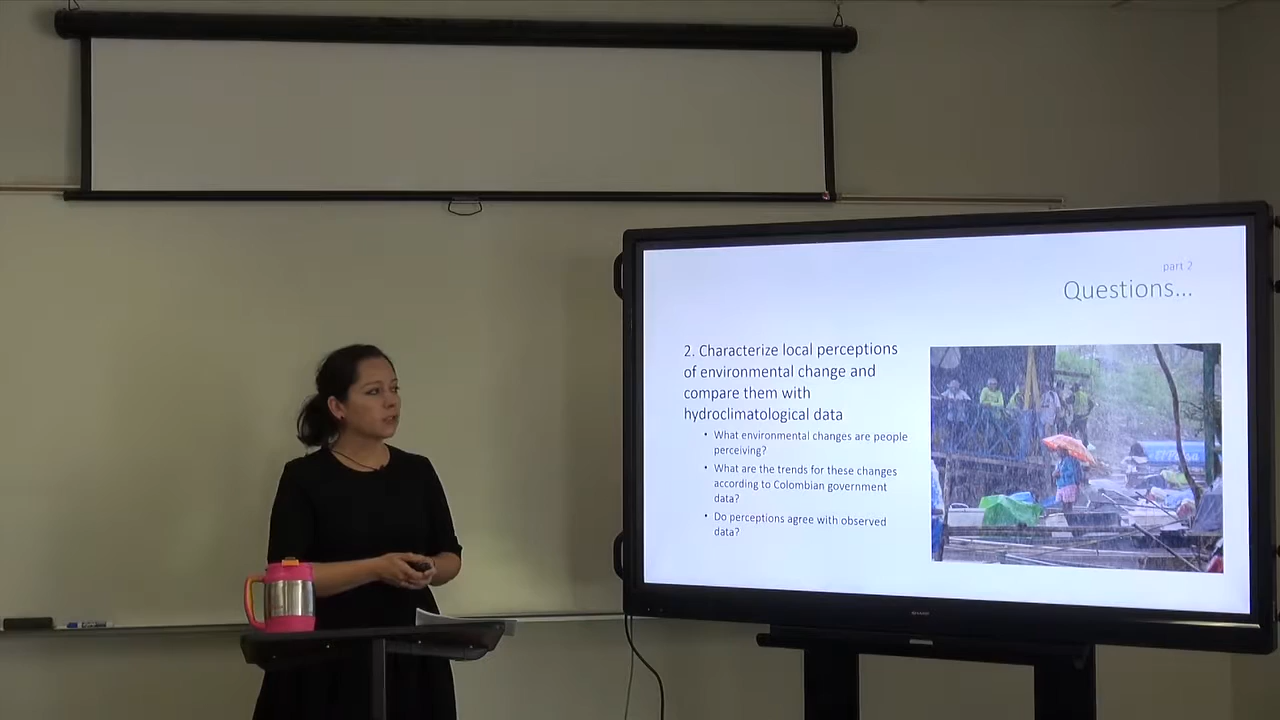 part 2
Questions...
2. Characterize local perceptions
of environmental change and
compare them with
hydroclimatological data
• What environmental changes are people
perceiving?
• What are the trends for these changes
according to Colombian government
data?
• Do perceptions agree with observed
data?
SHARP